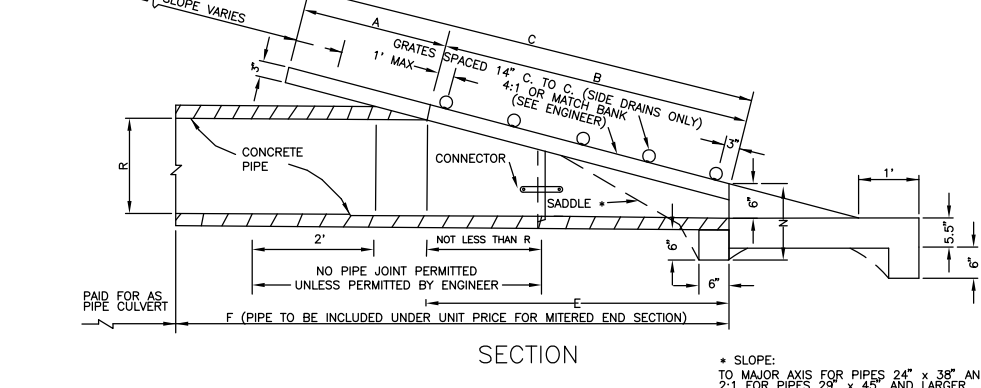 SLOPE VARIES
A
C
GRATES SPACED 14" C. TO C. (SIDE DRAINS ONLY)
B
1' MAX
4:1 OR MATCH BANK
(SEE ENGINEER)
3"
3"
R
CONCRETE
PIPE
CONNECTOR
SADDLE *
1'
6"
N
5.5"
6"
6"
6"
2'
NOT LESS THAN R
NO PIPE JOINT PERMITTED
UNLESS PERMITTED BY ENGINEER
E
PAID FOR AS
PIPE CULVERT
F (PIPE TO BE INCLUDED UNDER UNIT PRICE FOR MITERED END SECTION)
SECTION
* SLOPE:
TO MAJOR AXIS FOR PIPES 24" x 38" AN
2:1 FOR PIPES 29" x 45" AND LARGER